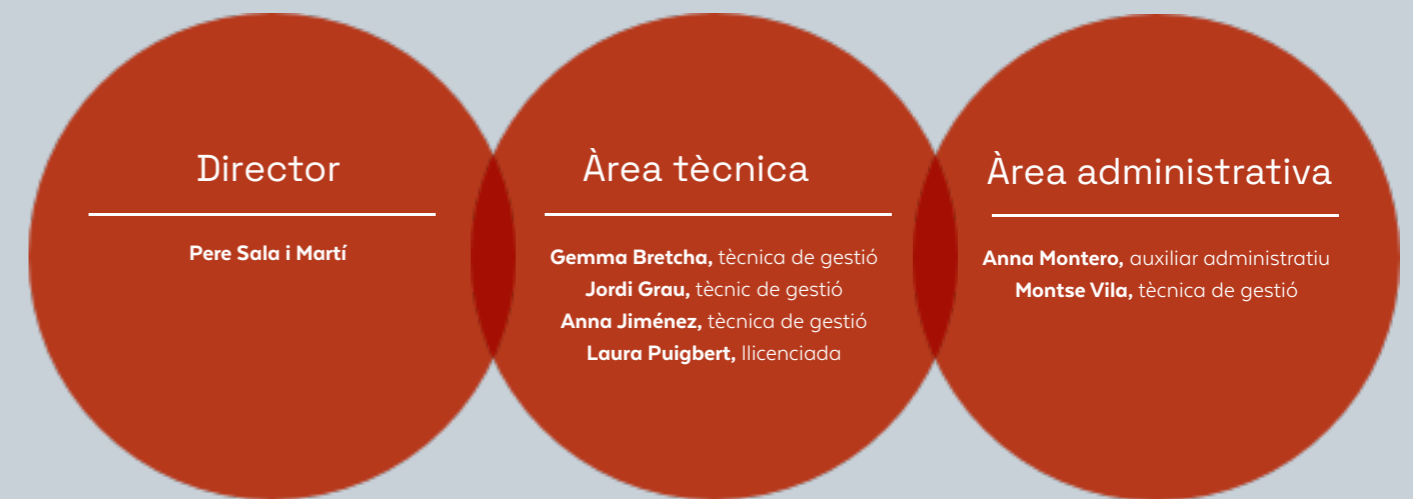 Director
Pere Sala i Martí
Àrea tècnica
Gemma Bretcha, tècnica de gestió
Jordi Grau, tècnic de gestió
Anna Jiménez, tècnica de gestió
Laura Puigbert, llicenciada
Àrea administrativa
Anna Montero, auxiliar administratiu
Montse Vila, tècnica de gestió